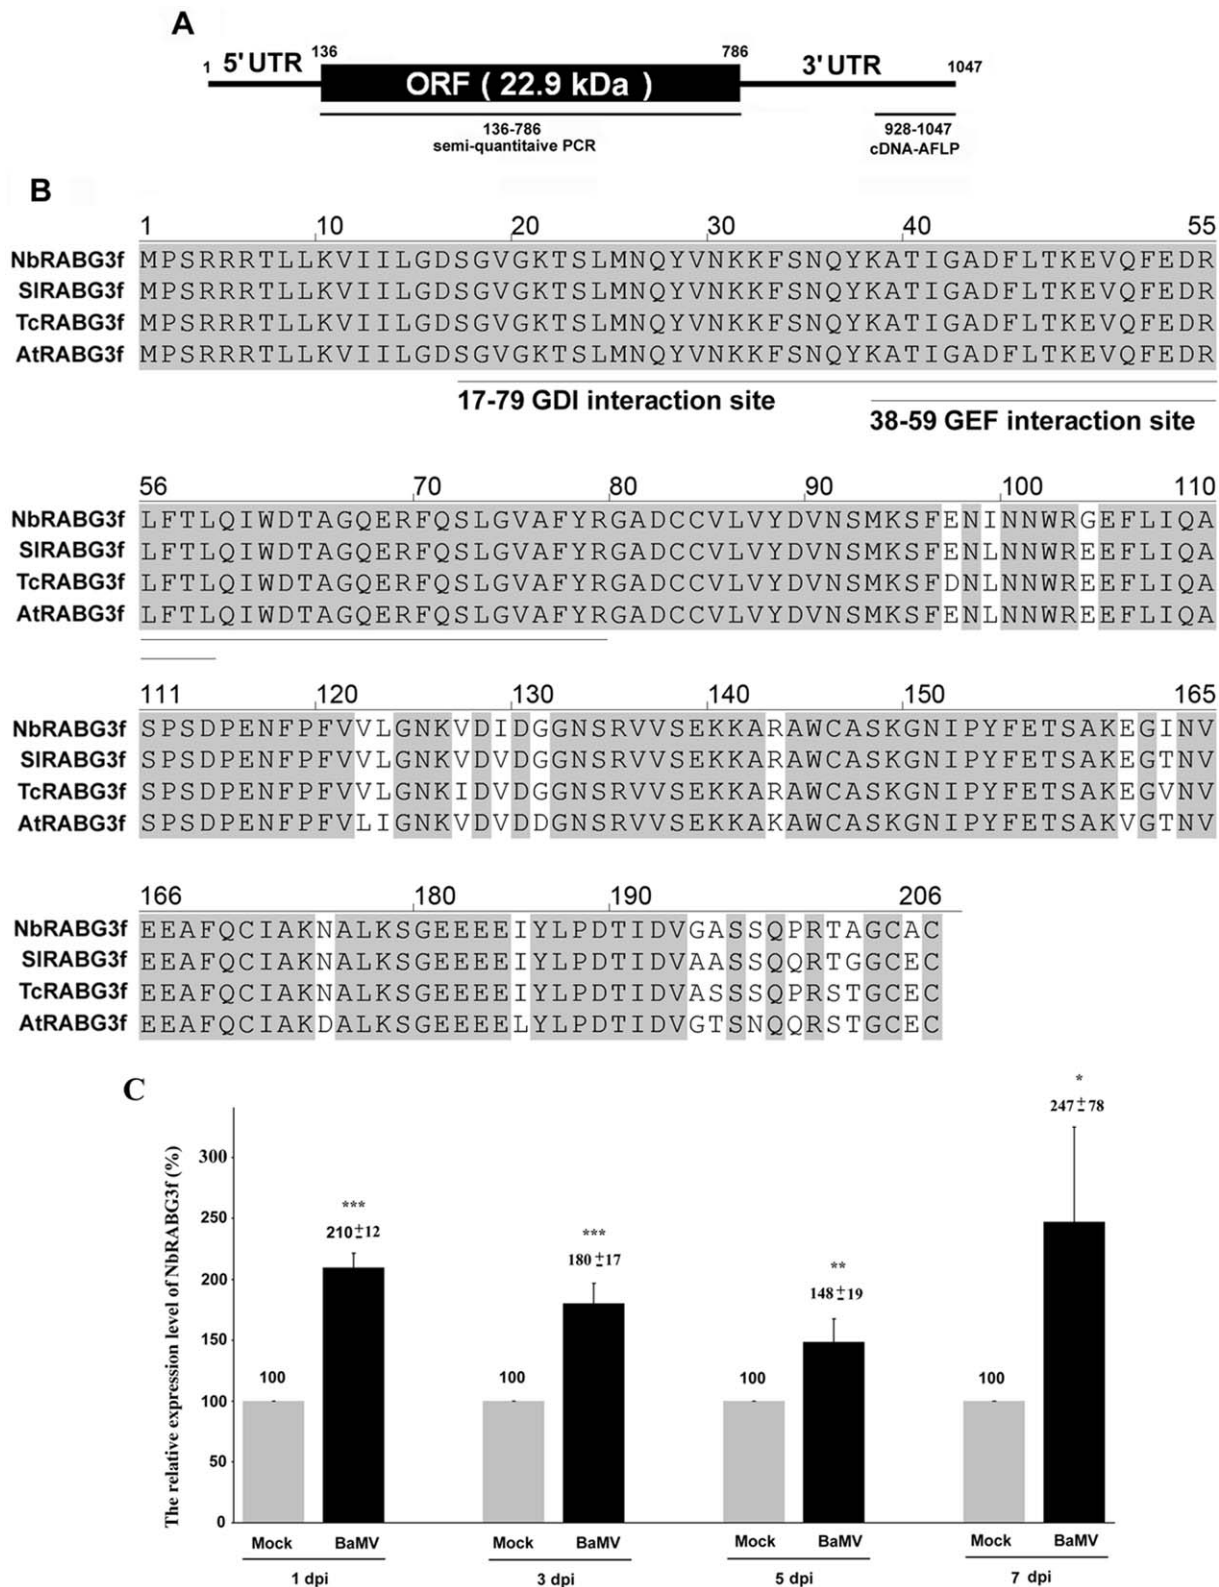 A
1 5' UTR 136 ORF ( 22.9 kDa ) 786 3' UTR 1047
136-786
semi-quantitaive PCR
928-1047
cDNA-AFLP
B
1 10 20 30 40 55
NbRABG3f MPSRRRTLLKVIILGDSGVGKTSLMNQYVNKKFSNQYKATIGADFLTKEVQFEDR
SlRABG3f MPSRRRTLLKVIILGDSGVGKTSLMNQYVNKKFSNQYKATIGADFLTKEVQFEDR
TcRABG3f MPSRRRTLLKVIILGDSGVGKTSLMNQYVNKKFSNQYKATIGADFLTKEVQFEDR
AtRABG3f MPSRRRTLLKVIILGDSGVGKTSLMNQYVNKKFSNQYKATIGADFLTKEVQFEDR
17-79 GDI interaction site
38-59 GEF interaction site
56 70 80 90 100 110
NbRABG3f LFTLQIWDTAGQERFQSLGVAFYRGADCCVLVYDVNSMKSFENINNWRGEFLIQA
SlRABG3f LFTLQIWDTAGQERFQSLGVAFYRGADCCVLVYDVNSMKSFENLNNWREEFLIQA
TcRABG3f LFTLQIWDTAGQERFQSLGVAFYRGADCCVLVYDVNSMKSFDNLNNWREEFLIQA
AtRABG3f LFTLQIWDTAGQERFQSLGVAFYRGADCCVLVYDVNSMKSFENLNNWREEFLIQA
111 120 130 140 150 165
NbRABG3f SPSDPENFPFVVLGNKVDIDGGNSRVVSEKKARAWCASKGNIPYFETSAKEGINV
SlRABG3f SPSDPENFPFVVLGNKVDVDGGNSRVVSEKKARAWCASKGNIPYFETSAKEGTNV
TcRABG3f SPSDPENFPFVVLGNKIDVDGGNSRVVSEKKARAWCASKGNIPYFETSAKEGVNV
AtRABG3f SPSDPENFPFVLIGNKVDVDDGNSRVVSEKKAKAWCASKGNIPYFETSAKVGTNV
166 180 190 206
NbRABG3f EEAFQCIAKNALKSGEEEEIYLPDTIDVGASSQPRTAGCAC
SlRABG3f EEAFQCIAKNALKSGEEEEIYLPDTIDVAASSQQRTGGCEC
TcRABG3f EEAFQCIAKNALKSGEEEEIYLPDTIDVASSSQPRSTGCEC
AtRABG3f EEAFQCIAKDALKSGEEEELYLPDTIDVGTSNQQRSTGCEC
C
The relative expression level of NbRABG3f (%)
300
250
200
150
100
50
0
100
***
210±12
100
***
180±17
100
**
148±19
100
*
247±78
Mock BaMV Mock BaMV Mock BaMV Mock BaMV
1 dpi 3 dpi 5 dpi 7 dpi